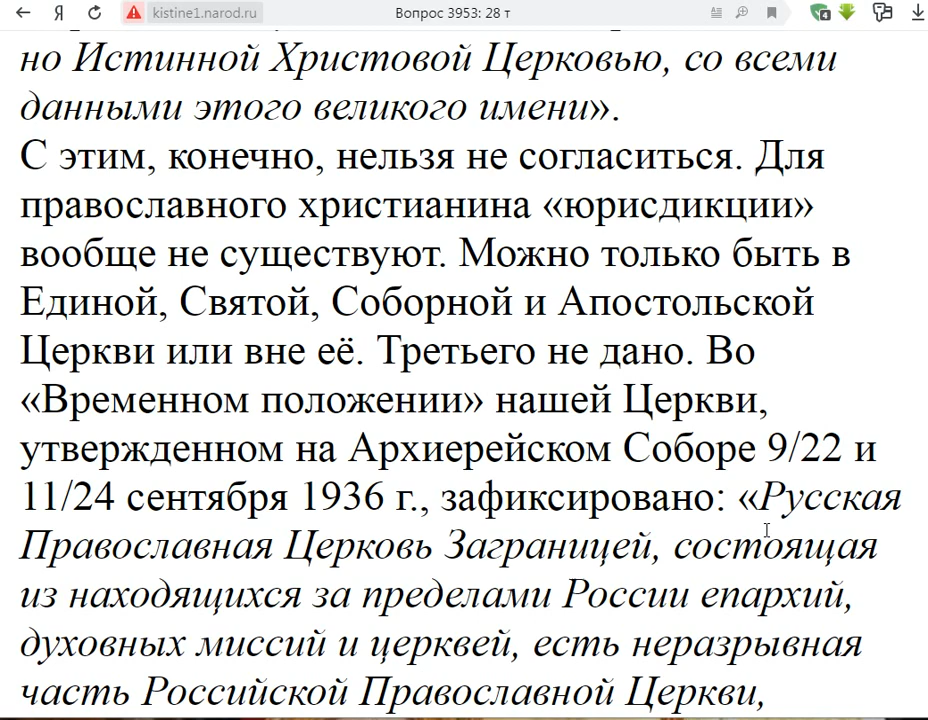 kistine1.narod.ru
Вопрос 3953: 28 т
4
но Истинной Христовой Церковью, со всеми
данными этого великого имени».
С этим, конечно, нельзя не согласиться. Для
православного христианина «юрисдикции»
вообще не существуют. Можно только быть в
Единой, Святой, Соборной и Апостольской
Церкви или вне её. Третьего не дано. Во
«Временном положении» нашей Церкви,
утвержденном на Архиерейском Соборе 9/22 и
11/24 сентября 1936 г., зафиксировано: «Русская
Православная Церковь Заграницей, состоящая
из находящихся за пределами России епархий,
духовных миссий и церквей, есть неразрывная
часть Российской Православной Церкви,